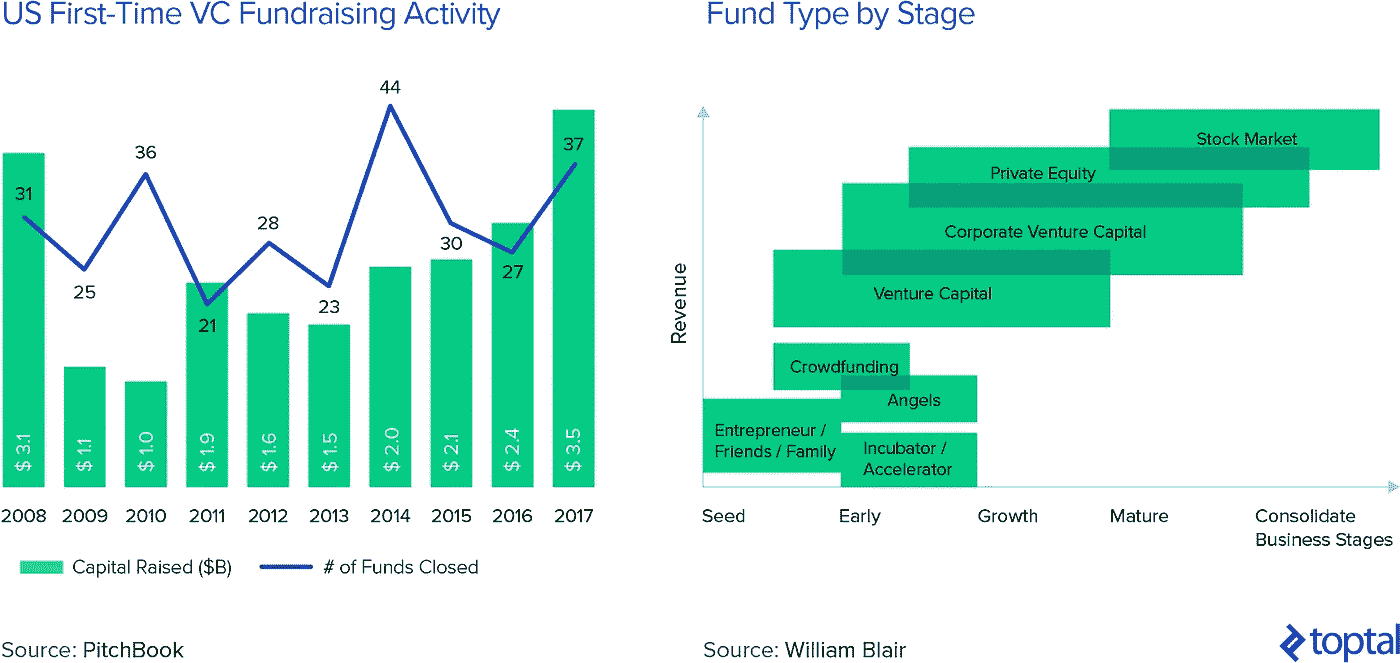 US First-Time VC Fundraising Activity
44
37
36
31
28
30
25
27
23
21
$ 3.1
$ 1.1
$ 1.0
$ 1.9
$ 1.6
$ 1.5
$ 2.0
$ 2.1
$ 2.4
$ 3.5
2008 2009 2010 2011 2012 2013 2014 2015 2016 2017
Capital Raised ($B) # of Funds Closed
Source: PitchBook
Fund Type by Stage
Revenue
Stock Market
Private Equity
Corporate Venture Capital
Venture Capital
Crowdfunding
Angels
Entrepreneur /
Friends / Family
Incubator /
Accelerator
Seed Early Growth Mature Consolidate
Business Stages
Source: William Blair
toptal